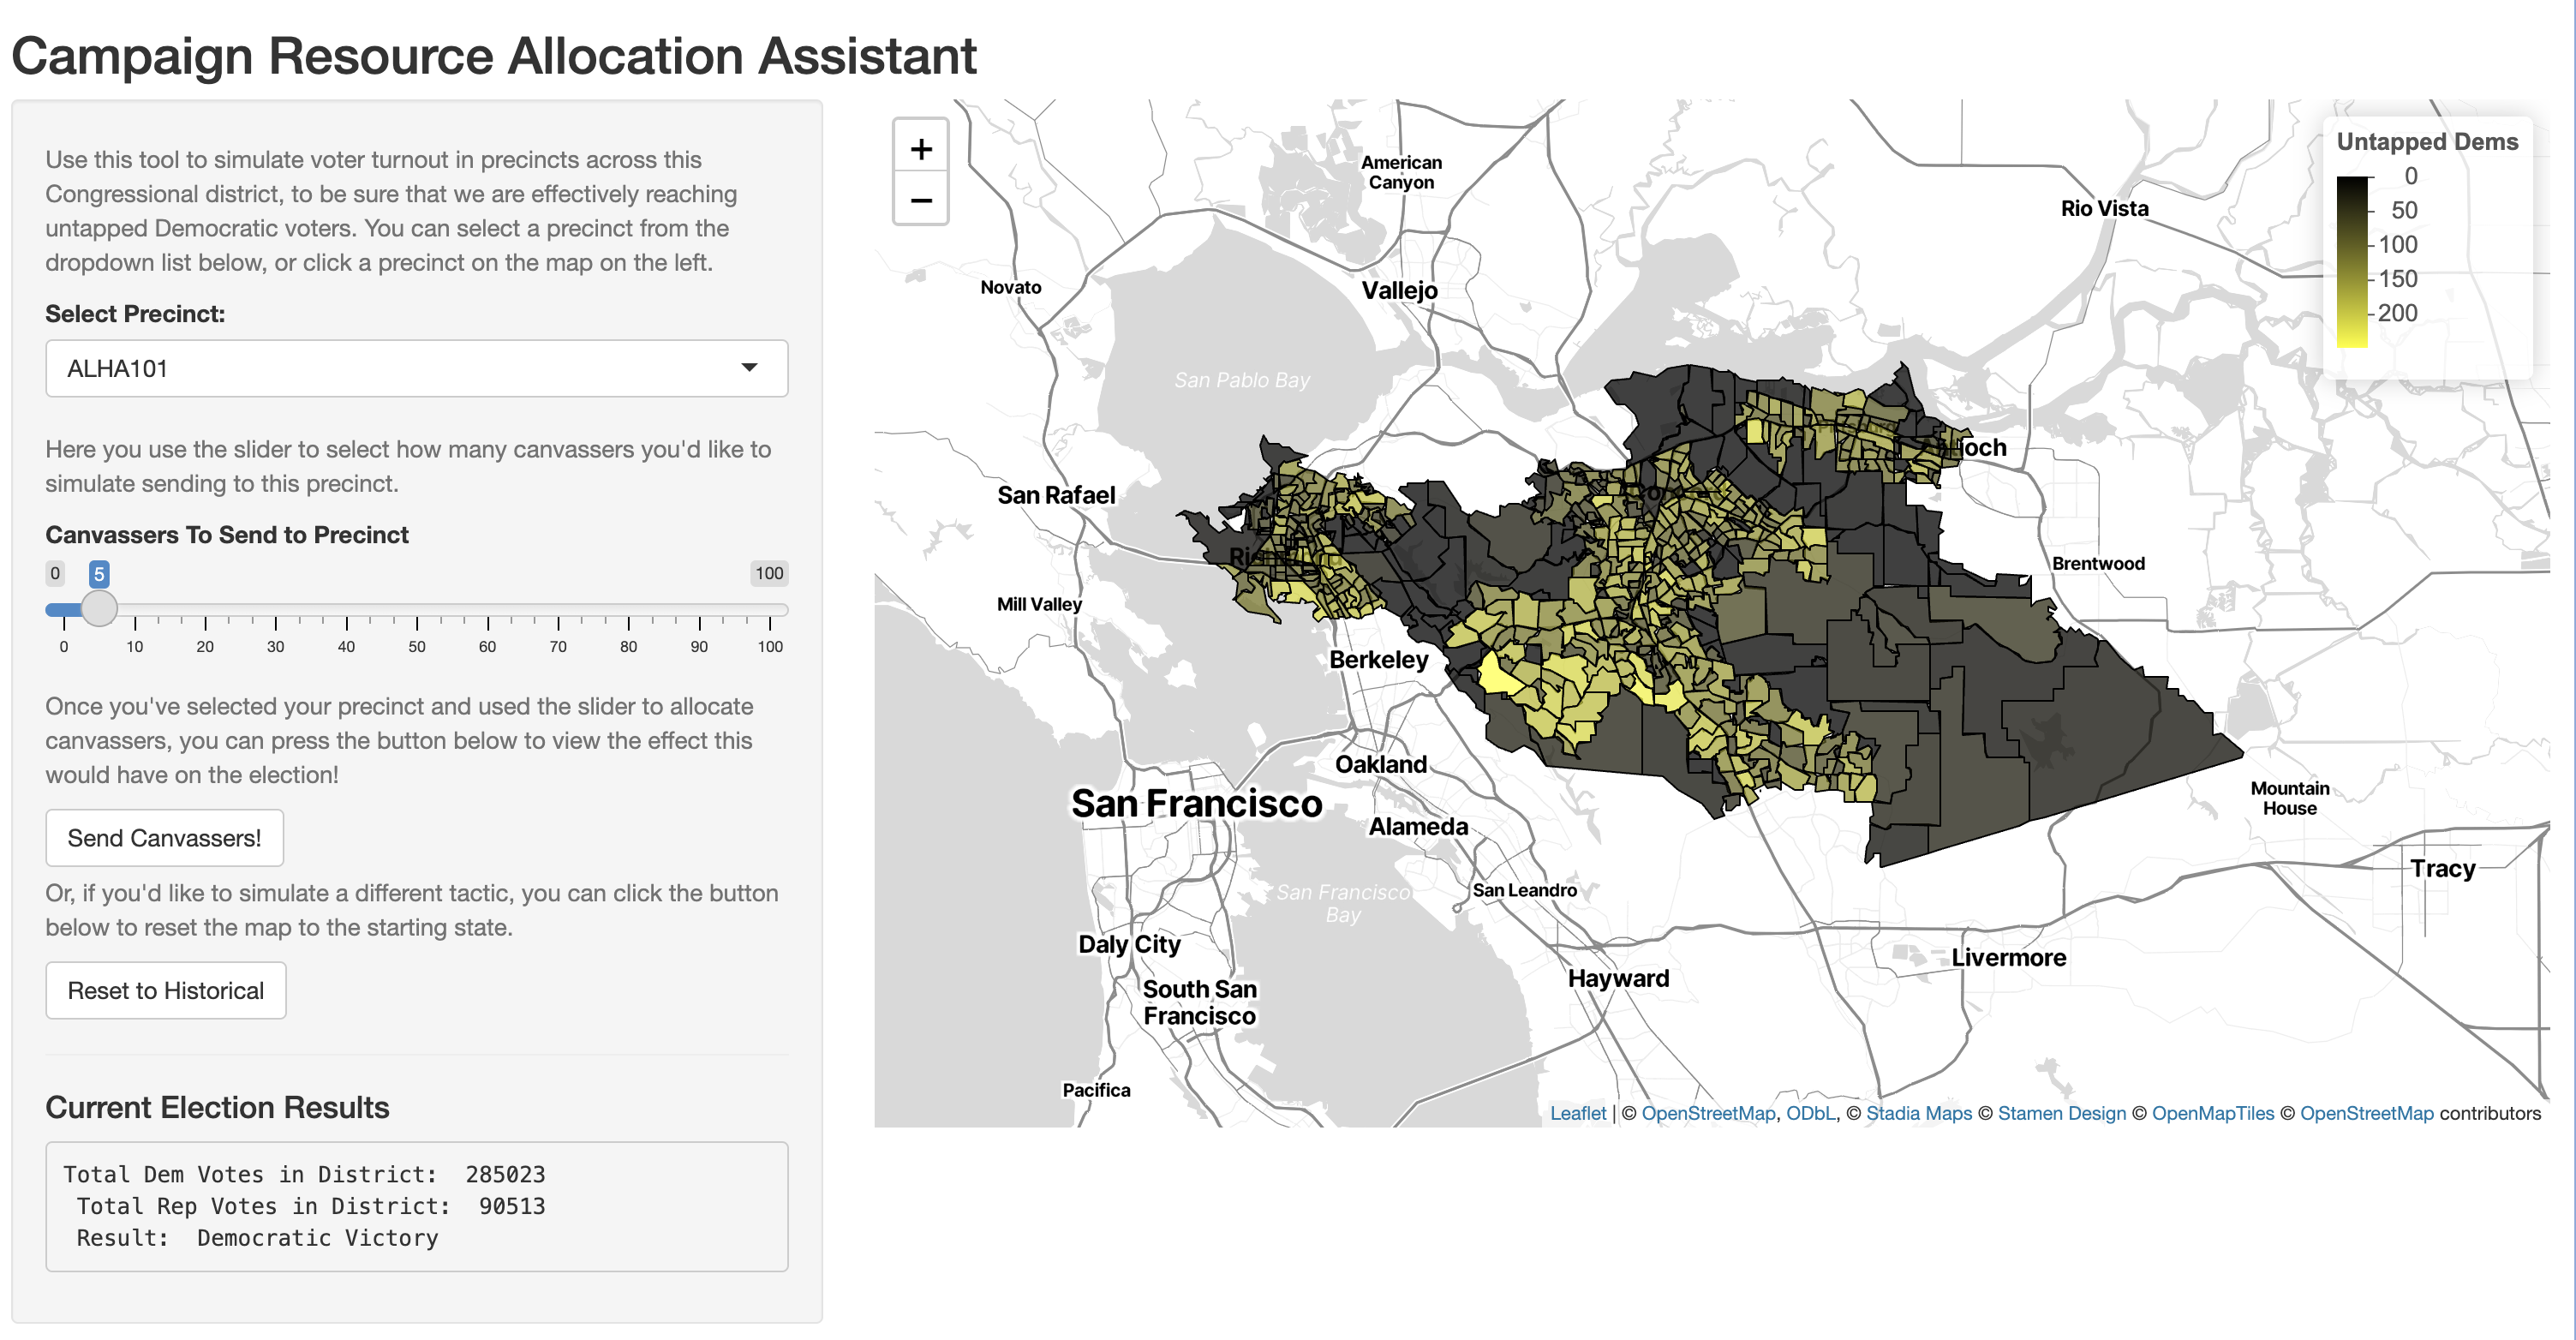 Campaign Resource Allocation Assistant
Use this tool to simulate voter turnout in precincts across this
Congressional district, to be sure that we are effectively reaching
untapped Democratic voters. You can select a precinct from the
dropdown list below, or click a precinct on the map on the left.
Select Precinct:
ALHA101
Here you use the slider to select how many canvassers you'd like to
simulate sending to this precinct.
Canvassers To Send to Precinct
0 5 100
0 10 20 30 40 50 60 70 80 90 100
Once you've selected your precinct and used the slider to allocate
canvassers, you can press the button below to view the effect this
would have on the election!
Send Canvassers!
Or, if you'd like to simulate a different tactic, you can click the button
below to reset the map to the starting state.
Reset to Historical
Current Election Results
Total Dem Votes in District: 285023
Total Rep Votes in District: 90513
Result: Democratic Victory
+
−
Untapped Dems
0
50
100
150
200
American
Canyon
Rio Vista
Novato
Vallejo
San Pablo Bay
Pittsburg
Antioch
San Rafael
Concord
Richmond
Brentwood
Mill Valley
Berkeley
Oakland
San Francisco
Alameda
Mountain
House
Tracy
San Leandro
San Francisco
Bay
Daly City
Livermore
Hayward
South San
Francisco
Pacifica
Leaflet | © OpenStreetMap, ODbL, © Stadia Maps © Stamen Design © OpenMapTiles © OpenStreetMap contributors